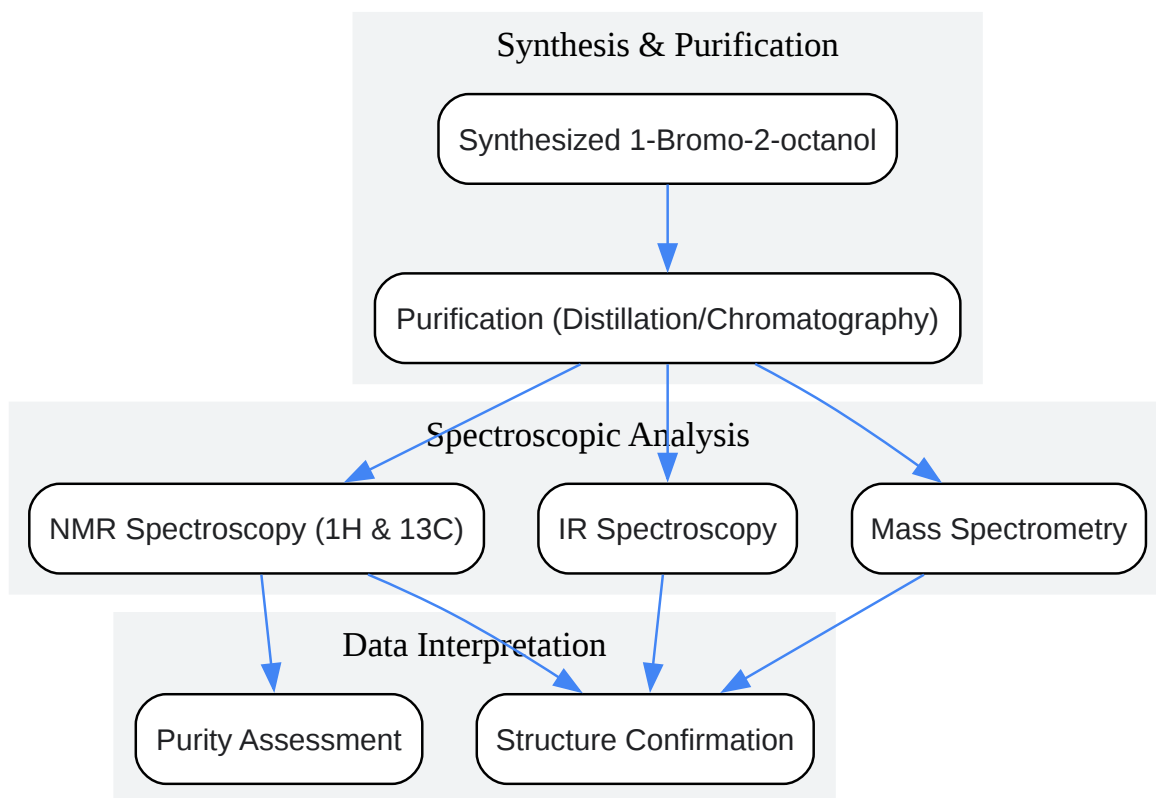 Synthesis & Purification
Synthesized 1-Bromo-2-octanol
Purification (Distillation/Chromatography)
Spectroscopic Analysis
NMR Spectroscopy (1H & 13C)
IR Spectroscopy
Mass Spectrometry
Data Interpretation
Purity Assessment
Structure Confirmation